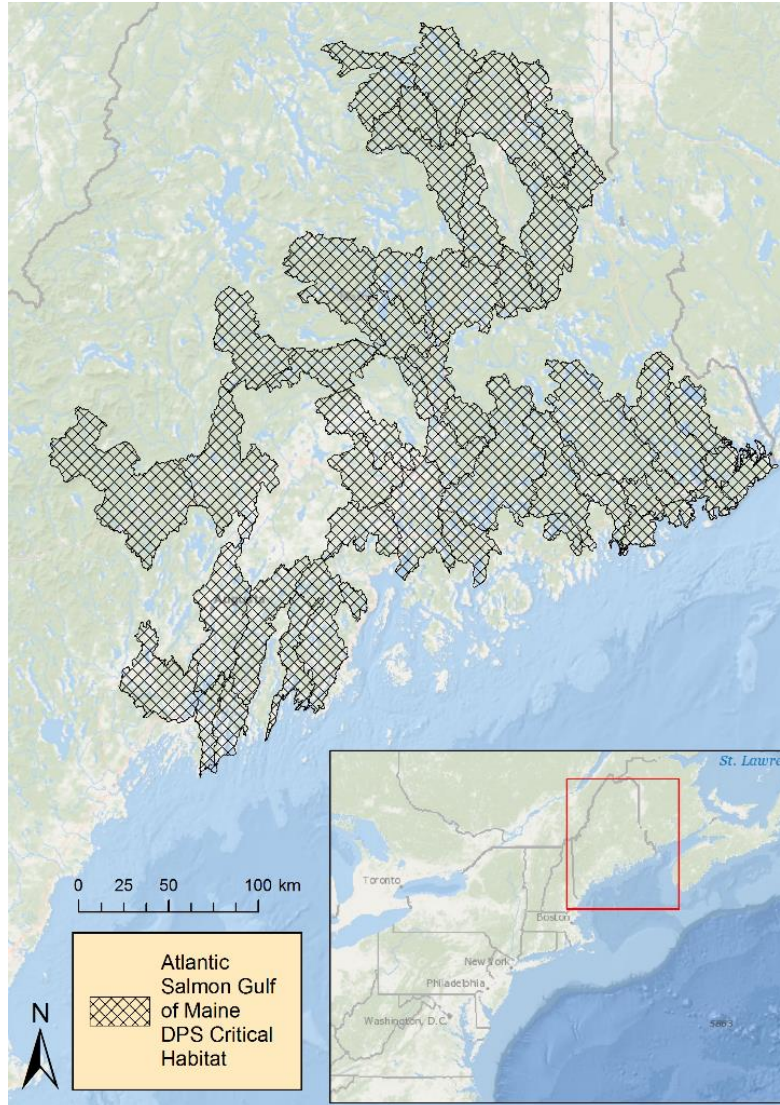 0 25 50 100 km
Atlantic
Salmon Gulf
of Maine
DPS Critical
Habitat
N
St. Lawre
Toronto
Boston
New York
Philadelphia
Washington, D.C.